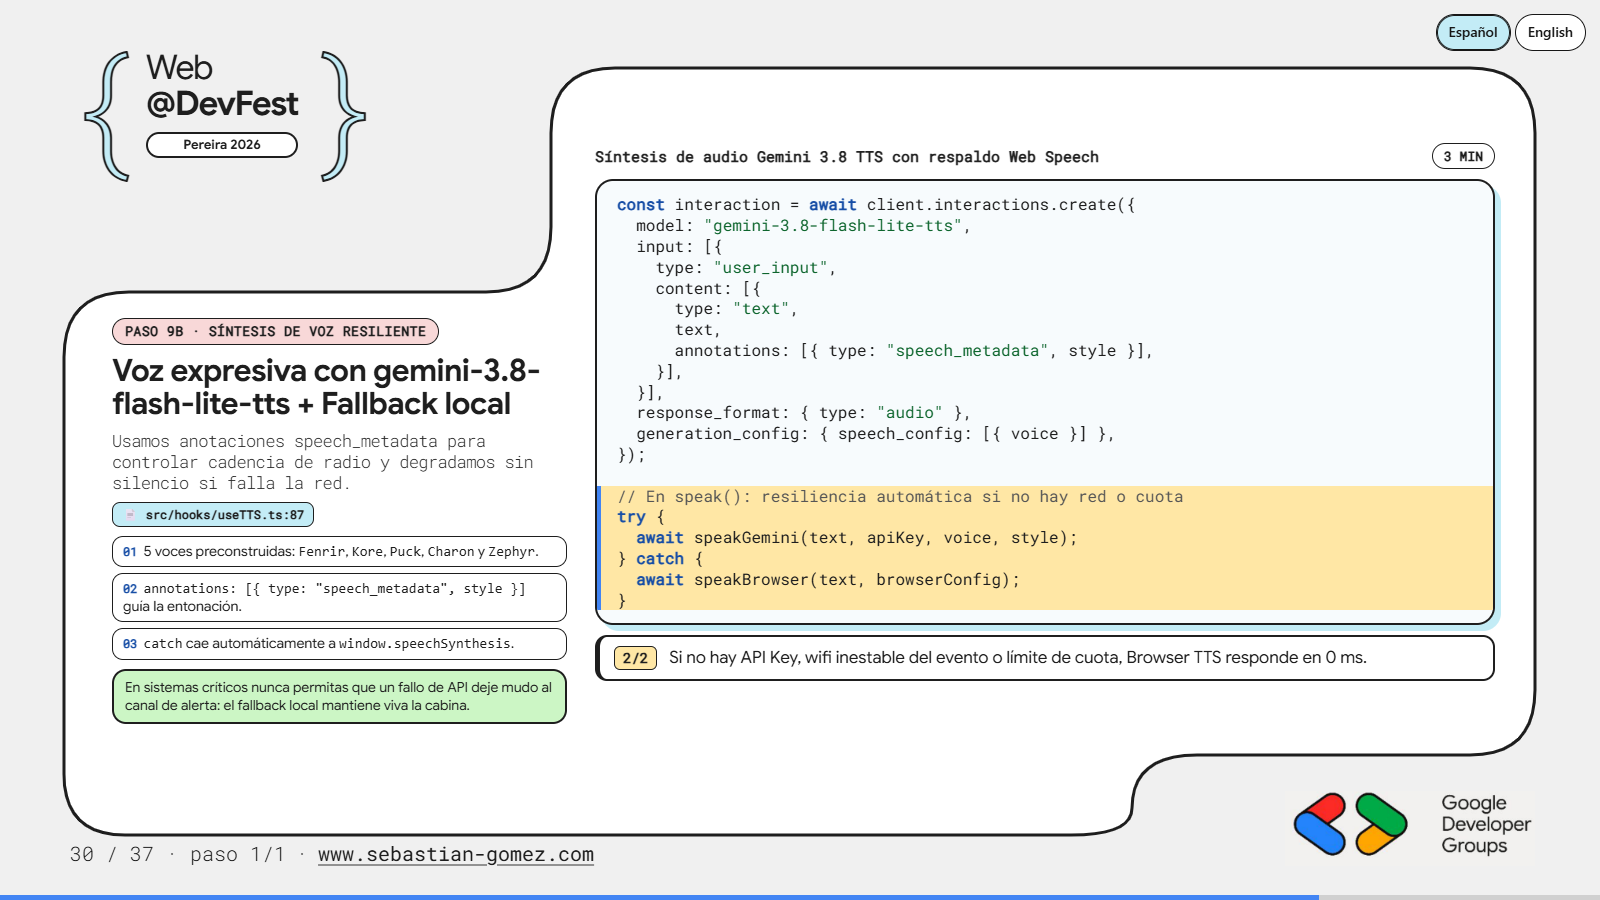 Español
English
Web
@DevFest
Pereira 2026
PASO 9B · SÍNTESIS DE VOZ RESILIENTE
Voz expresiva con gemini-3.8-
flash-lite-tts + Fallback local
Usamos anotaciones speech_metadata para
controlar cadencia de radio y degradamos sin
silencio si falla la red.
src/hooks/useTTS.ts:87
01 5 voces preconstruidas: Fenrir, Kore, Puck, Charon y Zephyr.
02 annotations: [{ type: "speech_metadata", style }]
guía la entonación.
03 catch cae automáticamente a window.speechSynthesis.
En sistemas críticos nunca permitas que un fallo de API deje mudo al
canal de alerta: el fallback local mantiene viva la cabina.
Síntesis de audio Gemini 3.8 TTS con respaldo Web Speech
3 MIN
const interaction = await client.interactions.create({
  model: "gemini-3.8-flash-lite-tts",
  input: [{
    type: "user_input",
    content: [{
      type: "text",
      text,
      annotations: [{ type: "speech_metadata", style }],
    }],
  }],
  response_format: { type: "audio" },
  generation_config: { speech_config: [{ voice }] },
});
// En speak(): resiliencia automática si no hay red o cuota
try {
  await speakGemini(text, apiKey, voice, style);
} catch {
  await speakBrowser(text, browserConfig);
}
2/2 Si no hay API Key, wifi inestable del evento o límite de cuota, Browser TTS responde en 0 ms.
30 / 37 · paso 1/1 · www.sebastian-gomez.com
Google
Developer
Groups